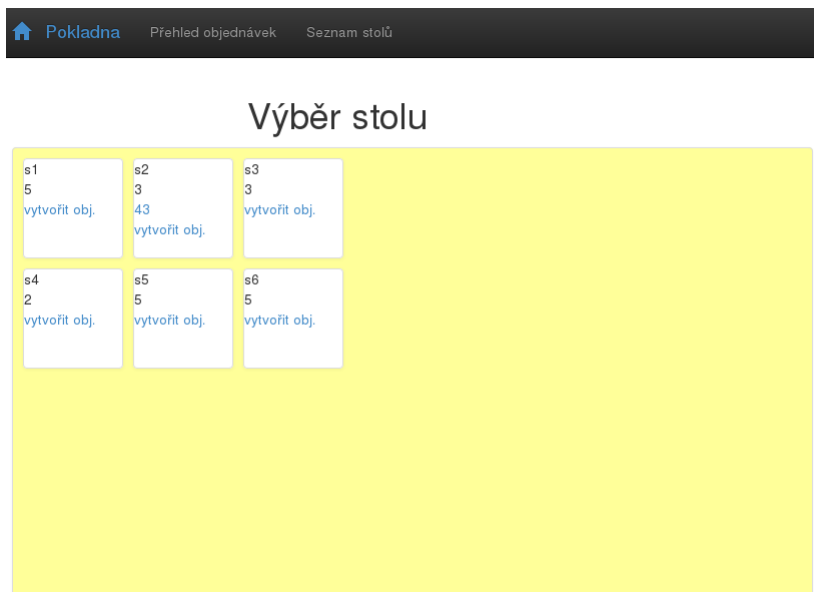 Pokladna Přehled objednávek Seznam stolů
Výběr stolu
s1
5
vytvořit obj.
s2
3
43
vytvořit obj.
s3
3
vytvořit obj.
s4
2
vytvořit obj.
s5
5
vytvořit obj.
s6
5
vytvořit obj.